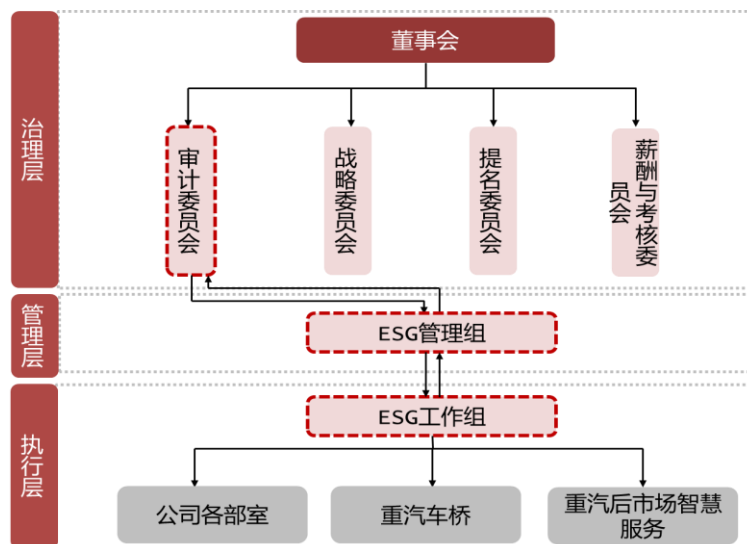 治理层
董事会
审计委员会
战略委员会
提名委员会
薪酬与考核委
员会
管理层
ESG管理组
执行层
ESG工作组
公司各部室
重汽车桥
重汽后市场智慧
服务